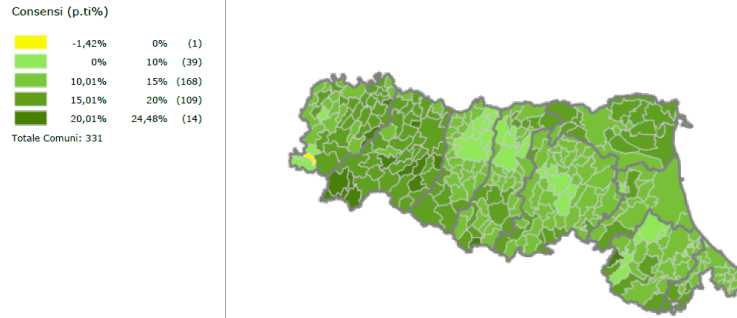 Consensi (p.ti%)
-1,42% 0% (1)
0% 10% (39)
10,01% 15% (168)
15,01% 20% (109)
20,01% 24,48% (14)
Totale Comuni: 331